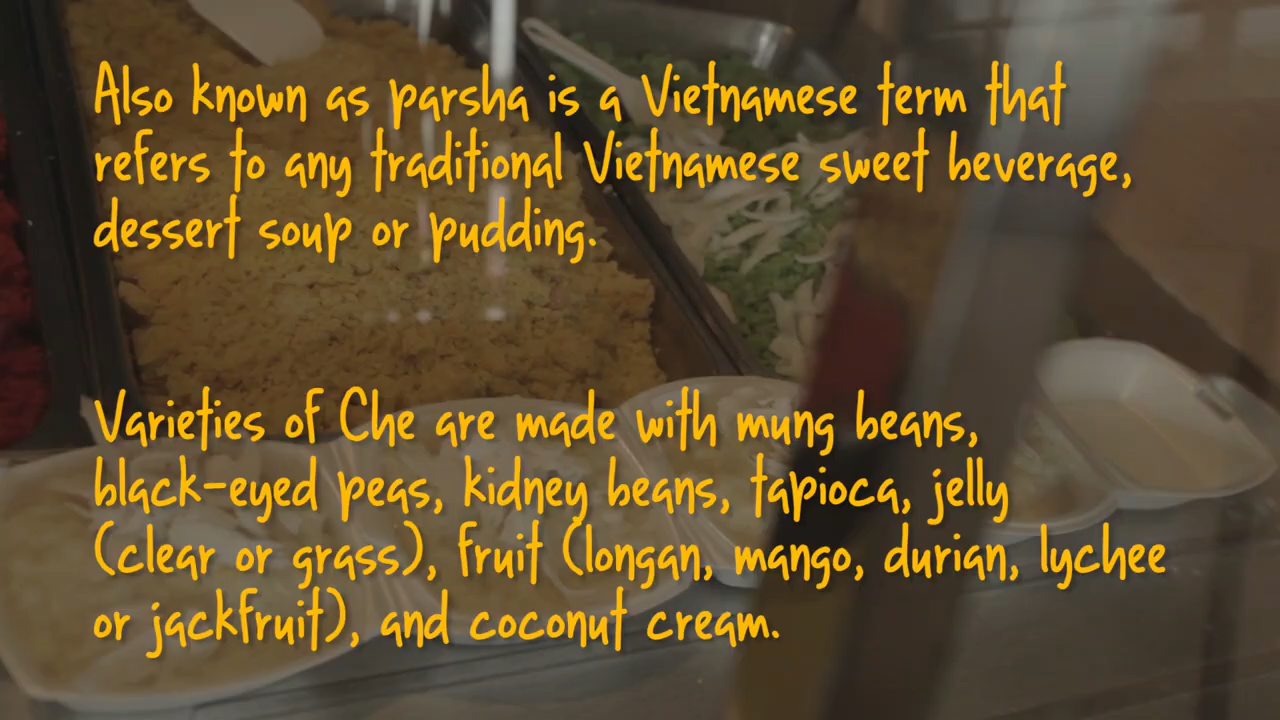 Also known as parsha is a Vietnamese term that
refers to any traditional Vietnamese sweet beverage,
dessert soup or pudding.
Varieties of Che are made with mung beans,
black-eyed peas, kidney beans, tapioca, jelly
(clear or grass), fruit (longan, mango, durian, lychee
or jackfruit), and coconut cream.